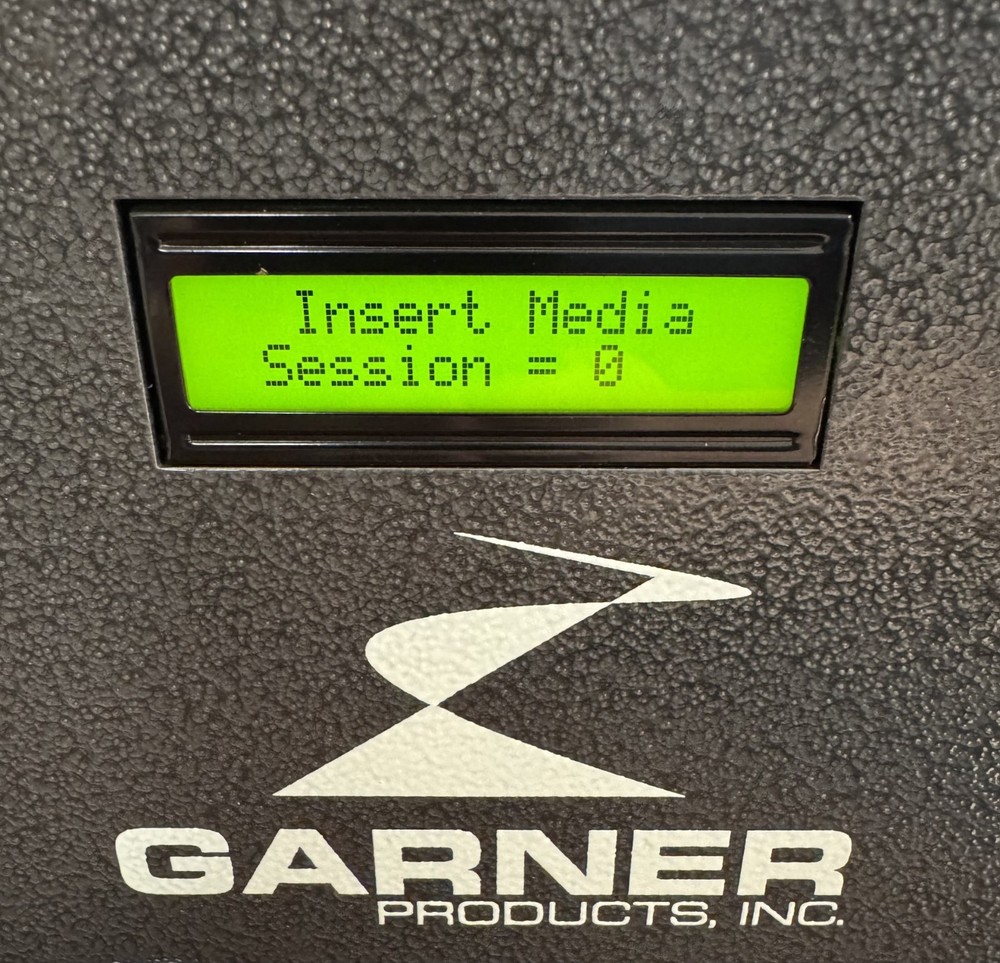 Insert Media
Session = 0
GARNER
PRODUCTS, INC.